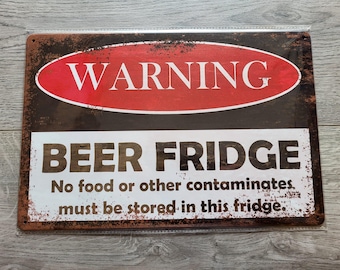 WARNING
BEER FRIDGE
No food or other contaminates
must be stored in this fridge.